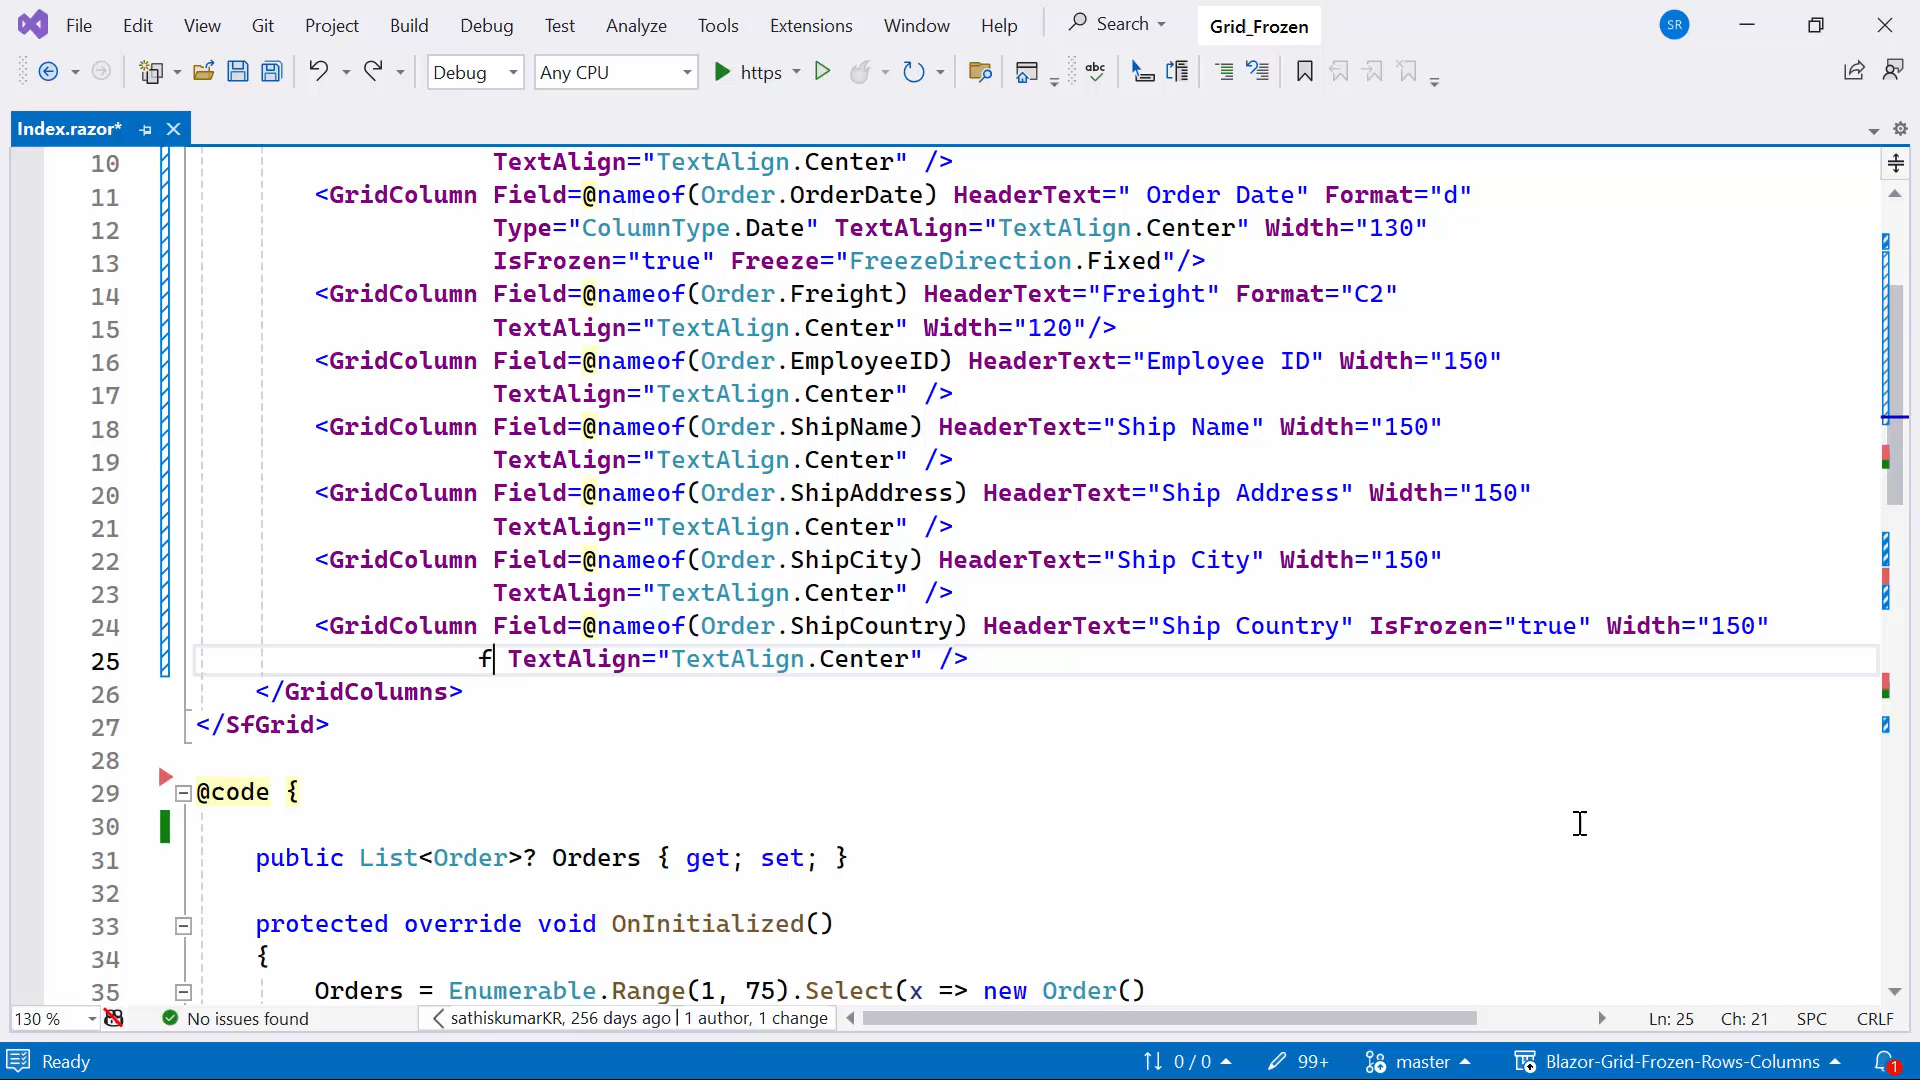 File Edit View Git Project Build Debug Test Analyze Tools Extensions Window Help Search Grid_Frozen SR
Debug Any CPU https abc
Index.razor*
10 TextAlign="TextAlign.Center" />
11 <GridColumn Field=@nameof(Order.OrderDate) HeaderText=" Order Date" Format="d"
12 Type="ColumnType.Date" TextAlign="TextAlign.Center" Width="130"
13 IsFrozen="true" Freeze="FreezeDirection.Fixed"/>
14 <GridColumn Field=@nameof(Order.Freight) HeaderText="Freight" Format="C2"
15 TextAlign="TextAlign.Center" Width="120"/>
16 <GridColumn Field=@nameof(Order.EmployeeID) HeaderText="Employee ID" Width="150"
17 TextAlign="TextAlign.Center" />
18 <GridColumn Field=@nameof(Order.ShipName) HeaderText="Ship Name" Width="150"
19 TextAlign="TextAlign.Center" />
20 <GridColumn Field=@nameof(Order.ShipAddress) HeaderText="Ship Address" Width="150"
21 TextAlign="TextAlign.Center" />
22 <GridColumn Field=@nameof(Order.ShipCity) HeaderText="Ship City" Width="150"
23 TextAlign="TextAlign.Center" />
24 <GridColumn Field=@nameof(Order.ShipCountry) HeaderText="Ship Country" IsFrozen="true" Width="150"
25 f TextAlign="TextAlign.Center" />
26 </GridColumns>
27 </SfGrid>
28
29 @code {
30
31 public List<Order>? Orders { get; set; }
32
33 protected override void OnInitialized()
34 {
35 Orders = Enumerable.Range(1, 75).Select(x => new Order()
130 % No issues found sathiskumarKR, 256 days ago | 1 author, 1 change Ln: 25 Ch: 21 SPC CRLF
Ready 0 / 0 99+ master Blazor-Grid-Frozen-Rows-Columns 1